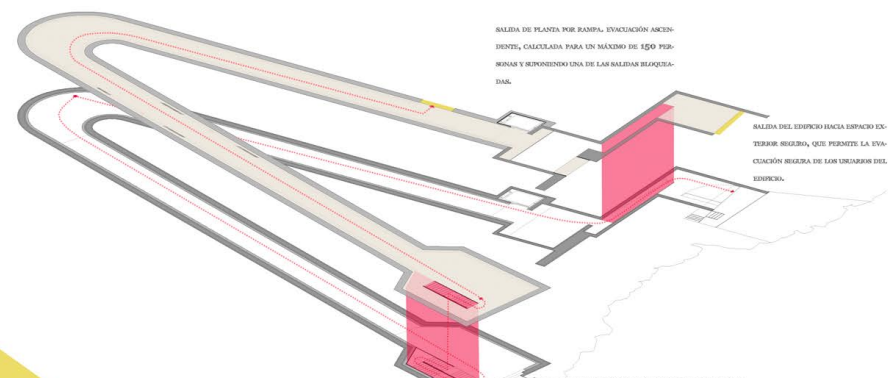 SALIDA DE PLANTA POR RAMPA. EVACUACIÓN ASCEN-
DENTE, CALCULADA PARA UN MÁXIMO DE 150 PER-
SONAS Y SUPONIENDO UNA DE LAS SALIDAS BLOQUEA-
DAS.
SALIDA DEL EDIFICIO HACIA ESPACIO EX-
TERIOR SEGURO, QUE PERMITE LA EVA-
CUACIÓN SEGURA DE LOS USUARIOS DEL
EDIFICIO.